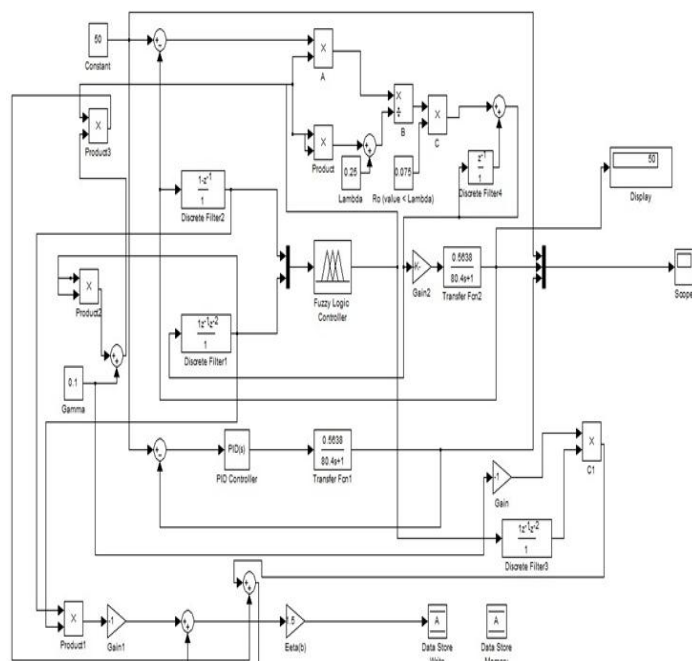 50
Constant
×
A
×
Product3
×
÷
B
×
C
×
Product
0.25
Lambda
0.075
Ro (value < Lambda)
z⁻¹
1
Discrete Filter4
50
Display
1-z⁻¹
1
Discrete Filter2
×
Product2
Fuzzy Logic
Controller
Gain2
0.5638
80.4s+1
Transfer Fcn2
Scope
1z⁻¹z⁻²
1
Discrete Filter1
0.1
Gamma
PID(s)
PID Controller
0.5638
80.4s+1
Transfer Fcn1
-1
Gain
×
C1
1z⁻¹z⁻²
1
Discrete Filter3
×
Product1
-1
Gain1
.5
Eeta(b)
A
Data Store
A
Data Store